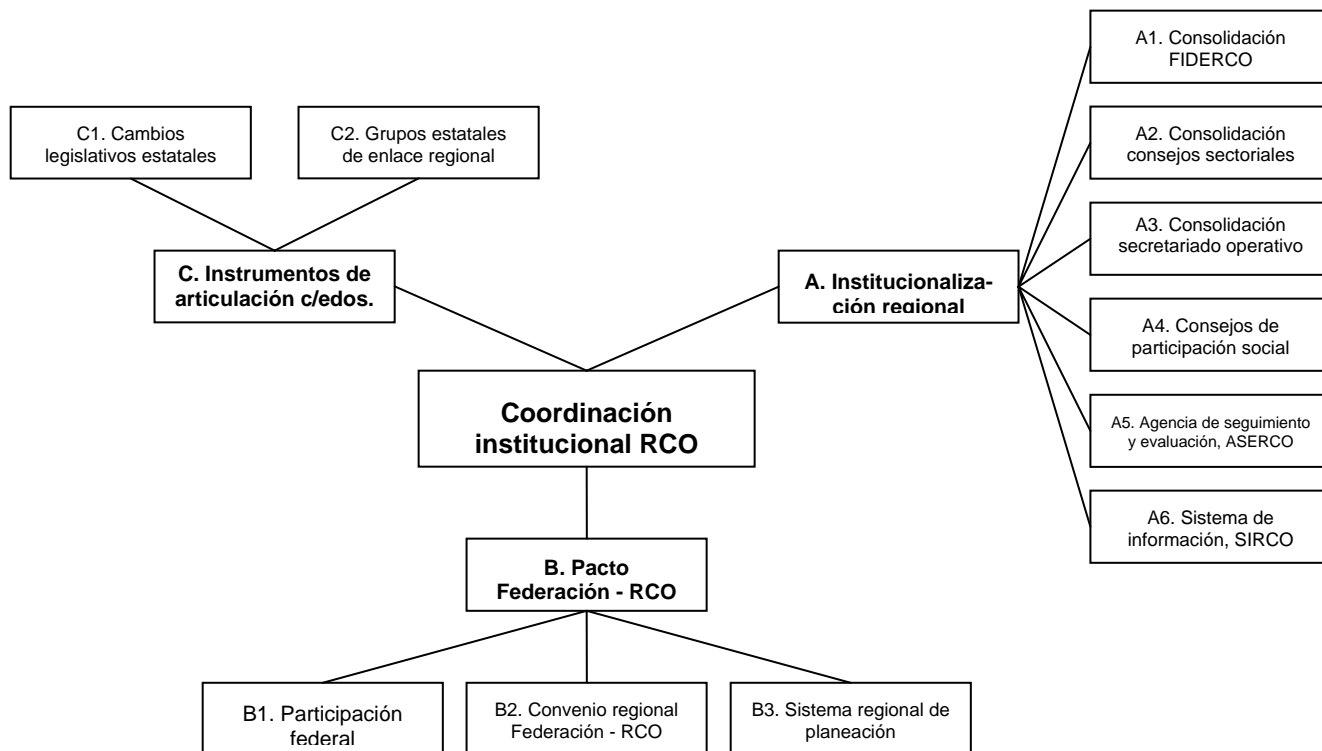 A1. Consolidación
FIDERCO
C1. Cambios
legislativos estatales
C2. Grupos estatales
de enlace regional
A2. Consolidación
consejos sectoriales
A3. Consolidación
secretariado operativo
C. Instrumentos de
articulación c/edos.
A. Institucionaliza-
ción regional
A4. Consejos de
participación social
Coordinación
institucional RCO
A5. Agencia de seguimiento
y evaluación, ASERCO
A6. Sistema de
información, SIRCO
B. Pacto
Federación - RCO
B1. Participación
federal
B2. Convenio regional
Federación - RCO
B3. Sistema regional de
planeación